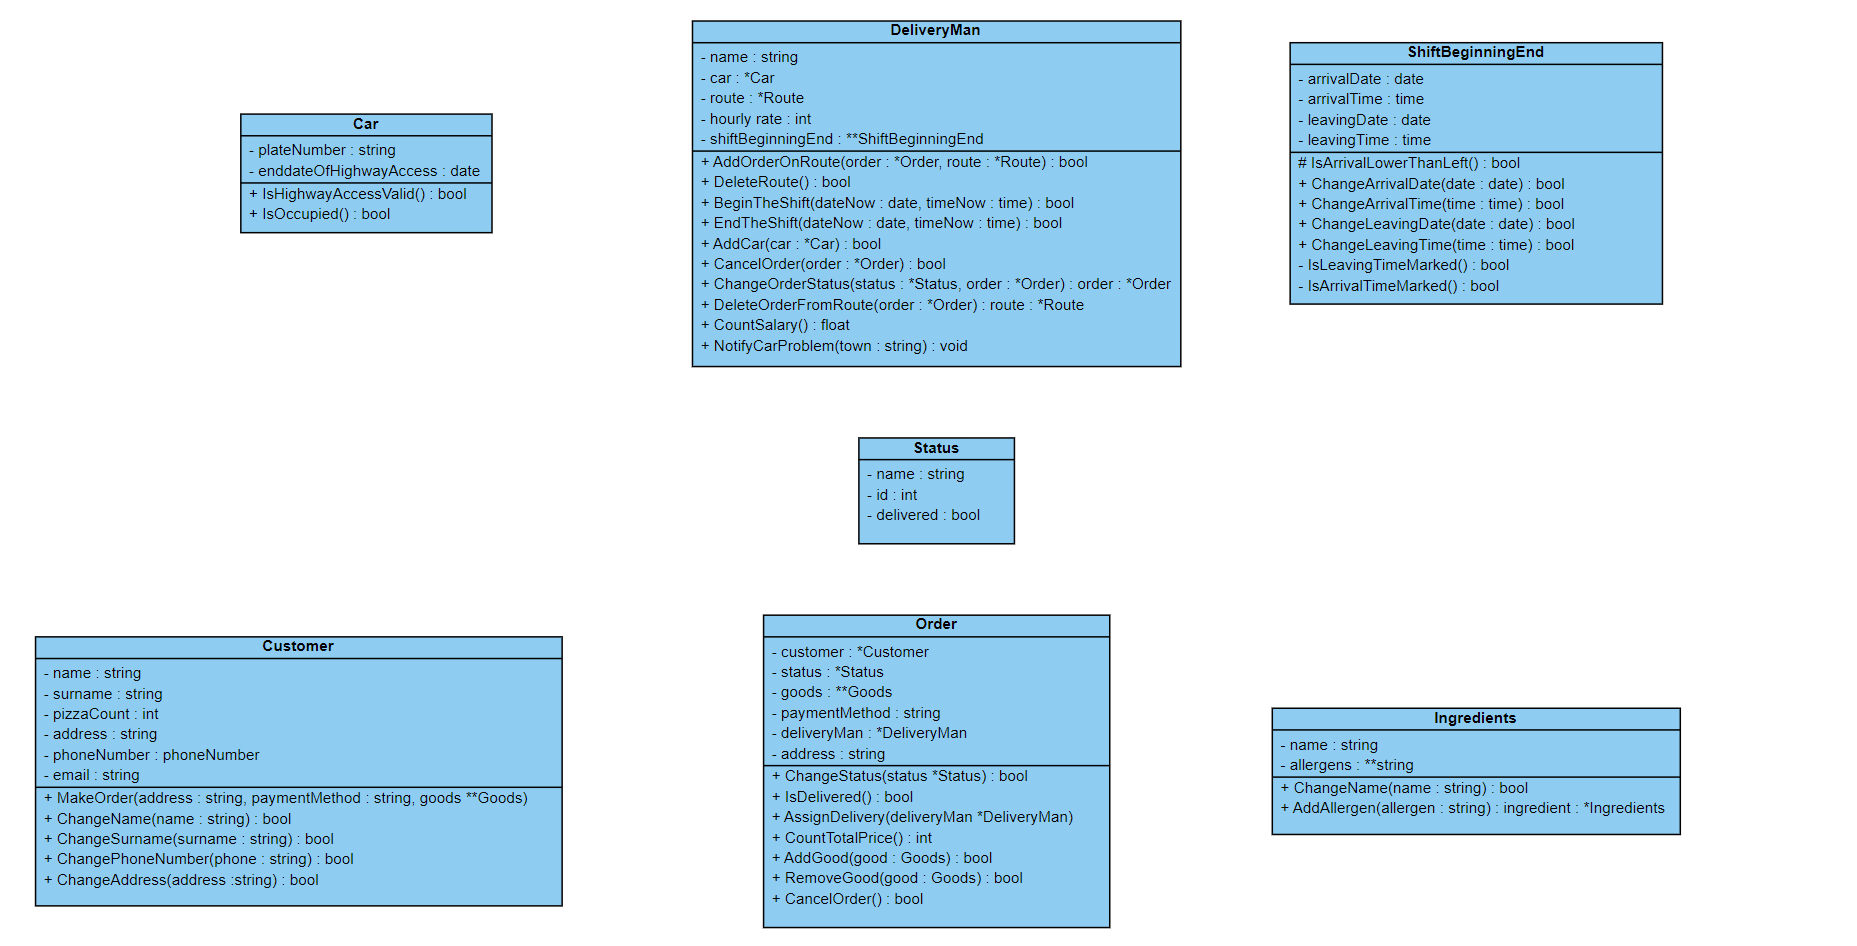 DeliveryMan
- name : string
- car : *Car
- route : *Route
- hourly rate : int
- shiftBeginningEnd : **ShiftBeginningEnd
+ AddOrderOnRoute(order : *Order, route : *Route) : bool
+ DeleteRoute() : bool
+ BeginTheShift(dateNow : date, timeNow : time) : bool
+ EndTheShift(dateNow : date, timeNow : time) : bool
+ AddCar(car : *Car) : bool
+ CancelOrder(order : *Order) : bool
+ ChangeOrderStatus(status : *Status, order : *Order) : order : *Order
+ DeleteOrderFromRoute(order : *Order) : route : *Route
+ CountSalary() : float
+ NotifyCarProblem(town : string) : void
ShiftBeginningEnd
- arrivalDate : date
- arrivalTime : time
- leavingDate : date
- leavingTime : time
# IsArrivalLowerThanLeft() : bool
+ ChangeArrivalDate(date : date) : bool
+ ChangeArrivalTime(time : time) : bool
+ ChangeLeavingDate(date : date) : bool
+ ChangeLeavingTime(time : time) : bool
- IsLeavingTimeMarked() : bool
- IsArrivalTimeMarked() : bool
Car
- plateNumber : string
- enddateOfHighwayAccess : date
+ IsHighwayAccessValid() : bool
+ IsOccupied() : bool
Status
- name : string
- id : int
- delivered : bool
Customer
- name : string
- surname : string
- pizzaCount : int
- address : string
- phoneNumber : phoneNumber
- email : string
+ MakeOrder(address : string, paymentMethod : string, goods **Goods)
+ ChangeName(name : string) : bool
+ ChangeSurname(surname : string) : bool
+ ChangePhoneNumber(phone : string) : bool
+ ChangeAddress(address :string) : bool
Order
- customer : *Customer
- status : *Status
- goods : **Goods
- paymentMethod : string
- deliveryMan : *DeliveryMan
- address : string
+ ChangeStatus(status *Status) : bool
+ IsDelivered() : bool
+ AssignDelivery(deliveryMan *DeliveryMan)
+ CountTotalPrice() : int
+ AddGood(good : Goods) : bool
+ RemoveGood(good : Goods) : bool
+ CancelOrder() : bool
Ingredients
- name : string
- allergens : **string
+ ChangeName(name : string) : bool
+ AddAllergen(allergen : string) : ingredient : *Ingredients